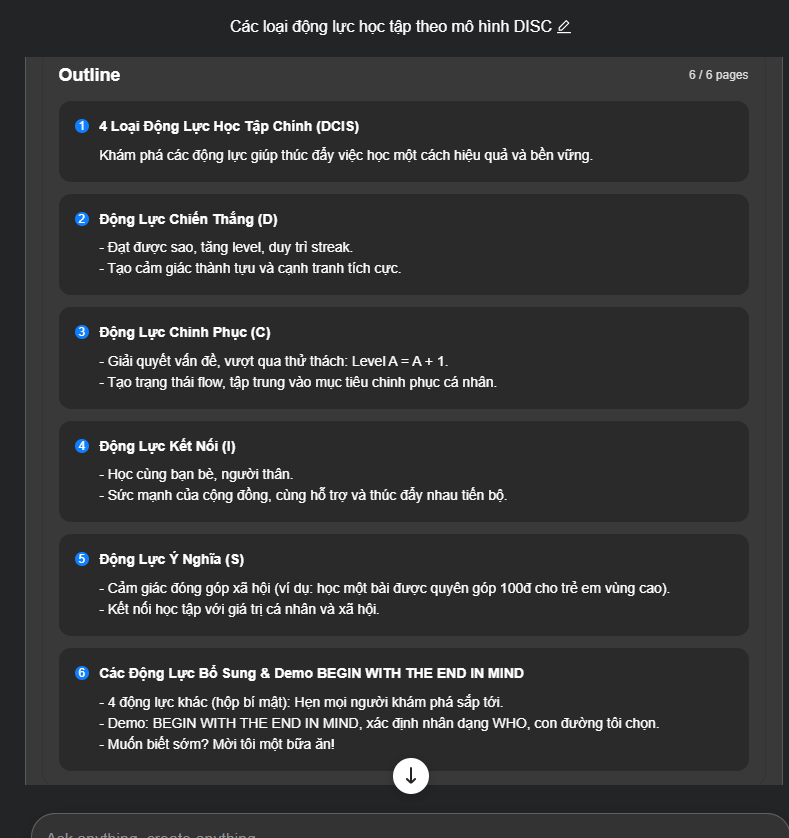 Các loại động lực học tập theo mô hình DISC
Outline
6 / 6 pages
1 4 Loại Động Lực Học Tập Chính (DCIS)
Khám phá các động lực giúp thúc đẩy việc học một cách hiệu quả và bền vững.
2 Động Lực Chiến Thắng (D)
- Đạt được sao, tăng level, duy trì streak.
- Tạo cảm giác thành tựu và cạnh tranh tích cực.
3 Động Lực Chinh Phục (C)
- Giải quyết vấn đề, vượt qua thử thách: Level A = A + 1.
- Tạo trạng thái flow, tập trung vào mục tiêu chinh phục cá nhân.
4 Động Lực Kết Nối (I)
- Học cùng bạn bè, người thân.
- Sức mạnh của cộng đồng, cùng hỗ trợ và thúc đẩy nhau tiến bộ.
5 Động Lực Ý Nghĩa (S)
- Cảm giác đóng góp xã hội (ví dụ: học một bài được quyên góp 100đ cho trẻ em vùng cao).
- Kết nối học tập với giá trị cá nhân và xã hội.
6 Các Động Lực Bổ Sung & Demo BEGIN WITH THE END IN MIND
- 4 động lực khác (hộp bí mật): Hẹn mọi người khám phá sắp tới.
- Demo: BEGIN WITH THE END IN MIND, xác định nhân dạng WHO, con đường tôi chọn.
- Muốn biết sớm? Mời tôi một bữa ăn!
Ask anything, create anything